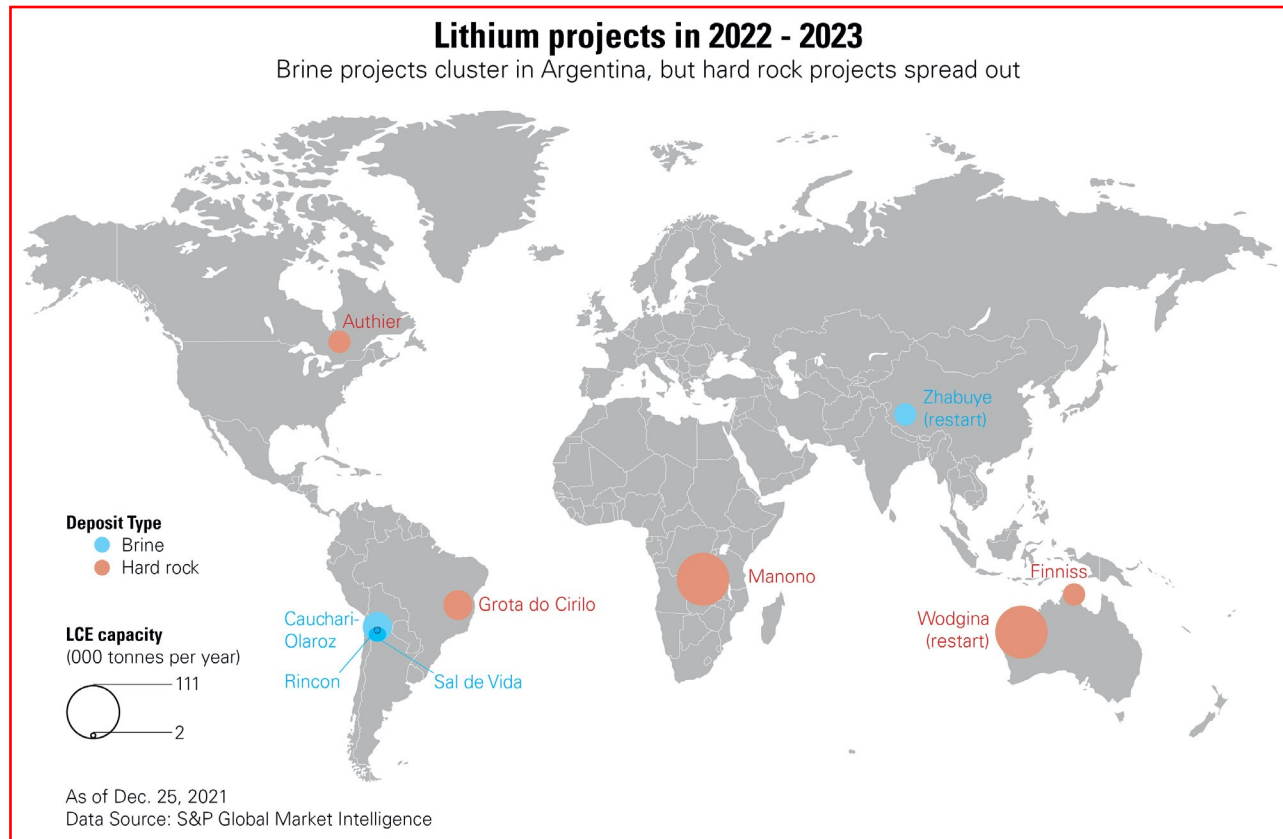 Lithium projects in 2022 - 2023
Brine projects cluster in Argentina, but hard rock projects spread out
Authier
Zhabuye
(restart)
Deposit Type
Brine
Hard rock
Manono
Finniss
Grota do Cirilo
Cauchari-
Olaroz
Wodgina
(restart)
LCE capacity
(000 tonnes per year)
Rincon
Sal de Vida
111
2
As of Dec. 25, 2021
Data Source: S&P Global Market Intelligence